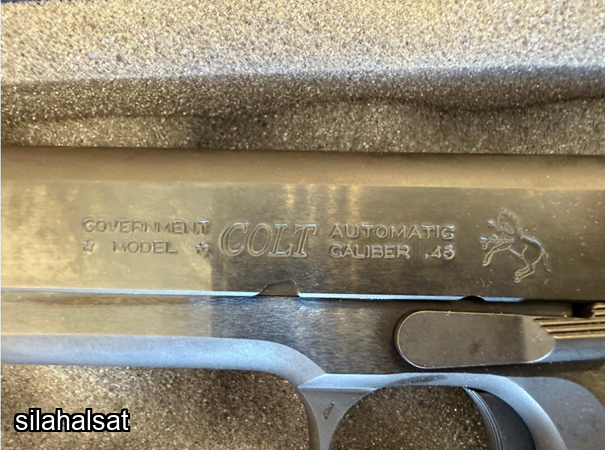 GOVERNMENT COLT AUTOMATIC
☆ MODEL ☆ CALIBER .45
silahalsat